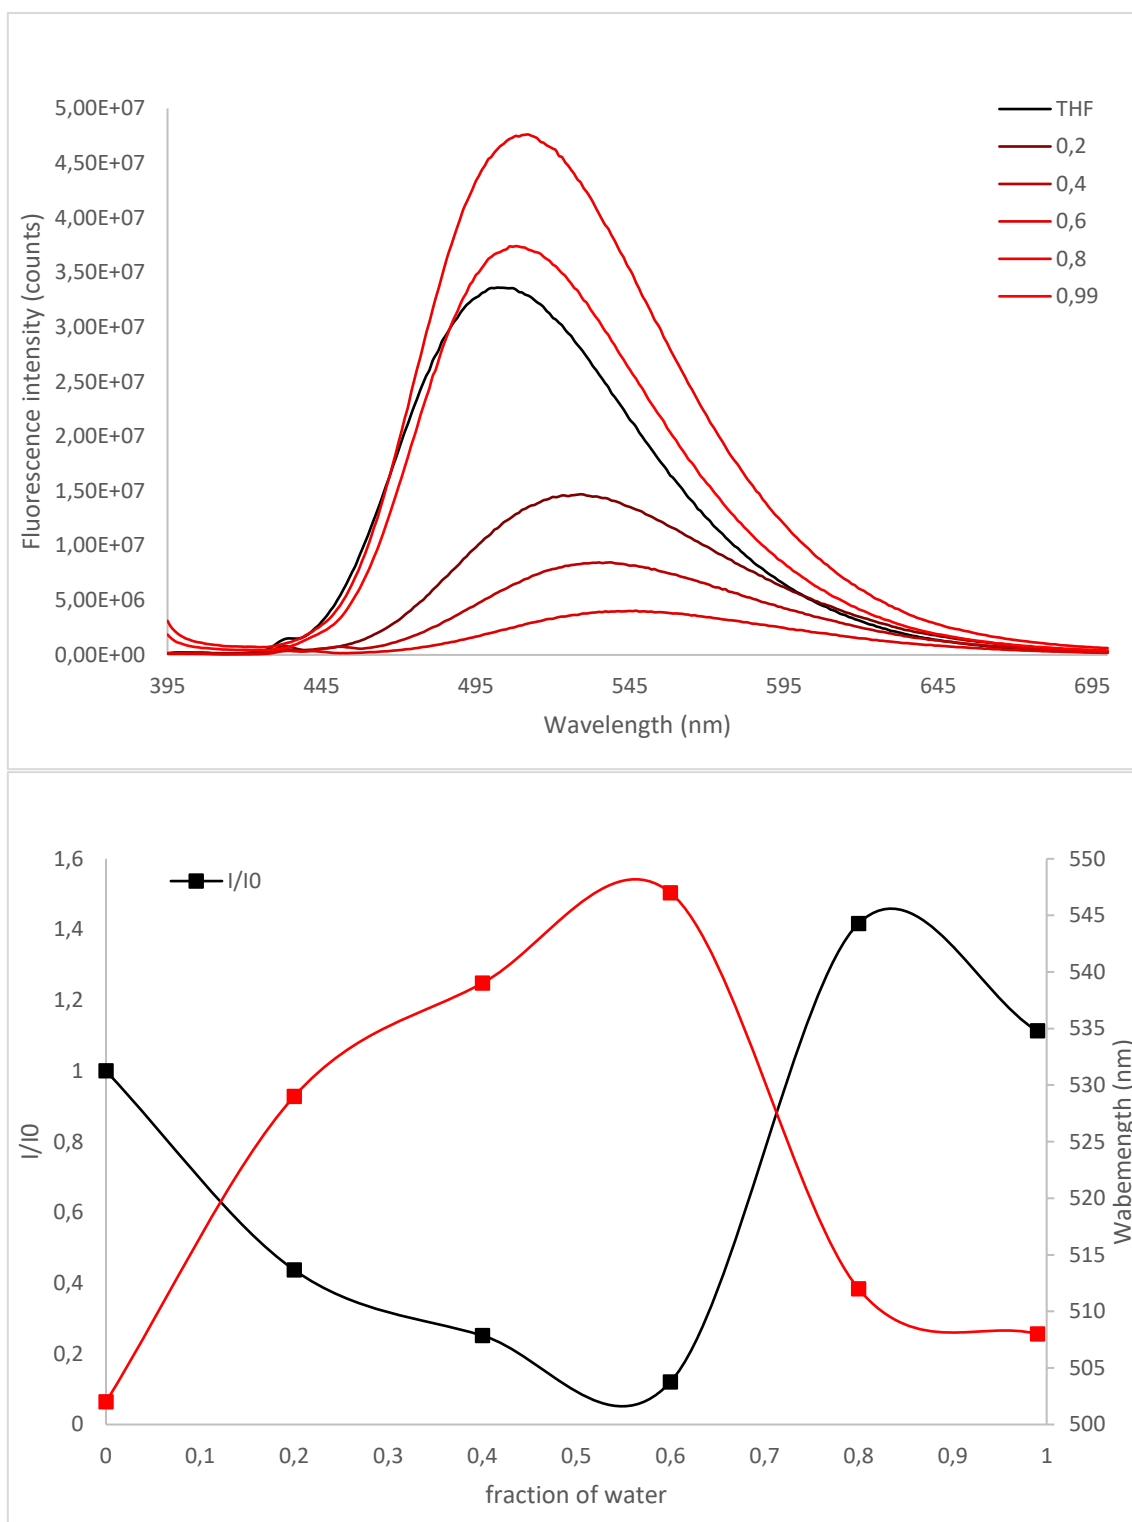 5,00E+07
4,50E+07
4,00E+07
3,50E+07
3,00E+07
2,50E+07
2,00E+07
1,50E+07
1,00E+07
5,00E+06
0,00E+00
Fluorescence intensity (counts)
THF
0,2
0,4
0,6
0,8
0,99
395 445 495 545 595 645 695
Wavelength (nm)
1,6
1,4
1,2
1
0,8
0,6
0,4
0,2
0
I/I0
I/I0
550
545
540
535
530
525
520
515
510
505
500
Wabemength (nm)
0 0,1 0,2 0,3 0,4 0,5 0,6 0,7 0,8 0,9 1
fraction of water